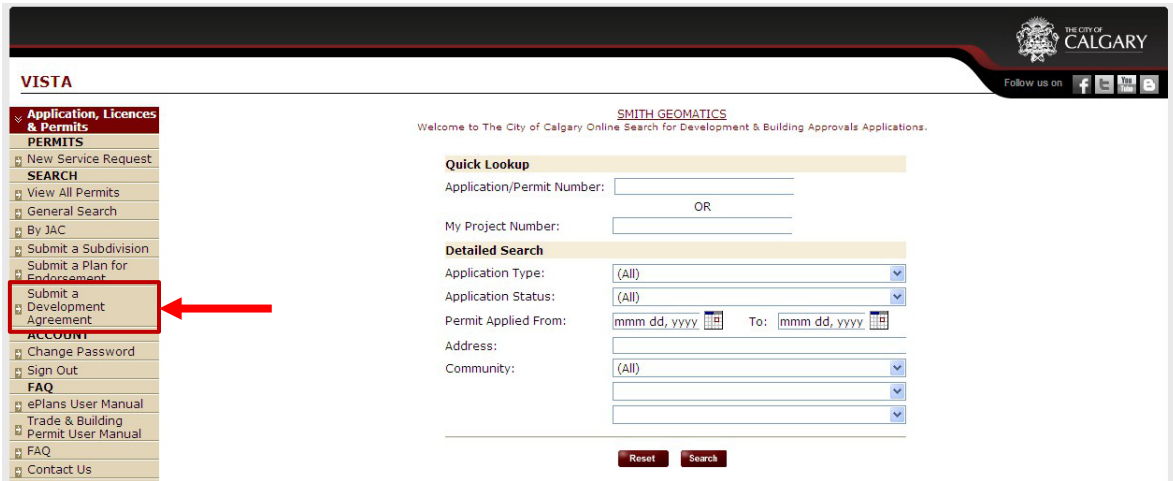 THE CITY OF
CALGARY
VISTA
Follow us on
You
Tube
Application, Licences
& Permits
PERMITS
New Service Request
SEARCH
View All Permits
General Search
By JAC
Submit a Subdivision
Submit a Plan for
Endorsement
Submit a
Development
Agreement
ACCOUNT
Change Password
Sign Out
FAQ
ePlans User Manual
Trade & Building
Permit User Manual
FAQ
Contact Us
SMITH GEOMATICS
Welcome to The City of Calgary Online Search for Development & Building Approvals Applications.
Quick Lookup
Application/Permit Number:
OR
My Project Number:
Detailed Search
Application Type: (All)
Application Status: (All)
Permit Applied From: mmm dd, yyyy To: mmm dd, yyyy
Address:
Community: (All)
Reset Search